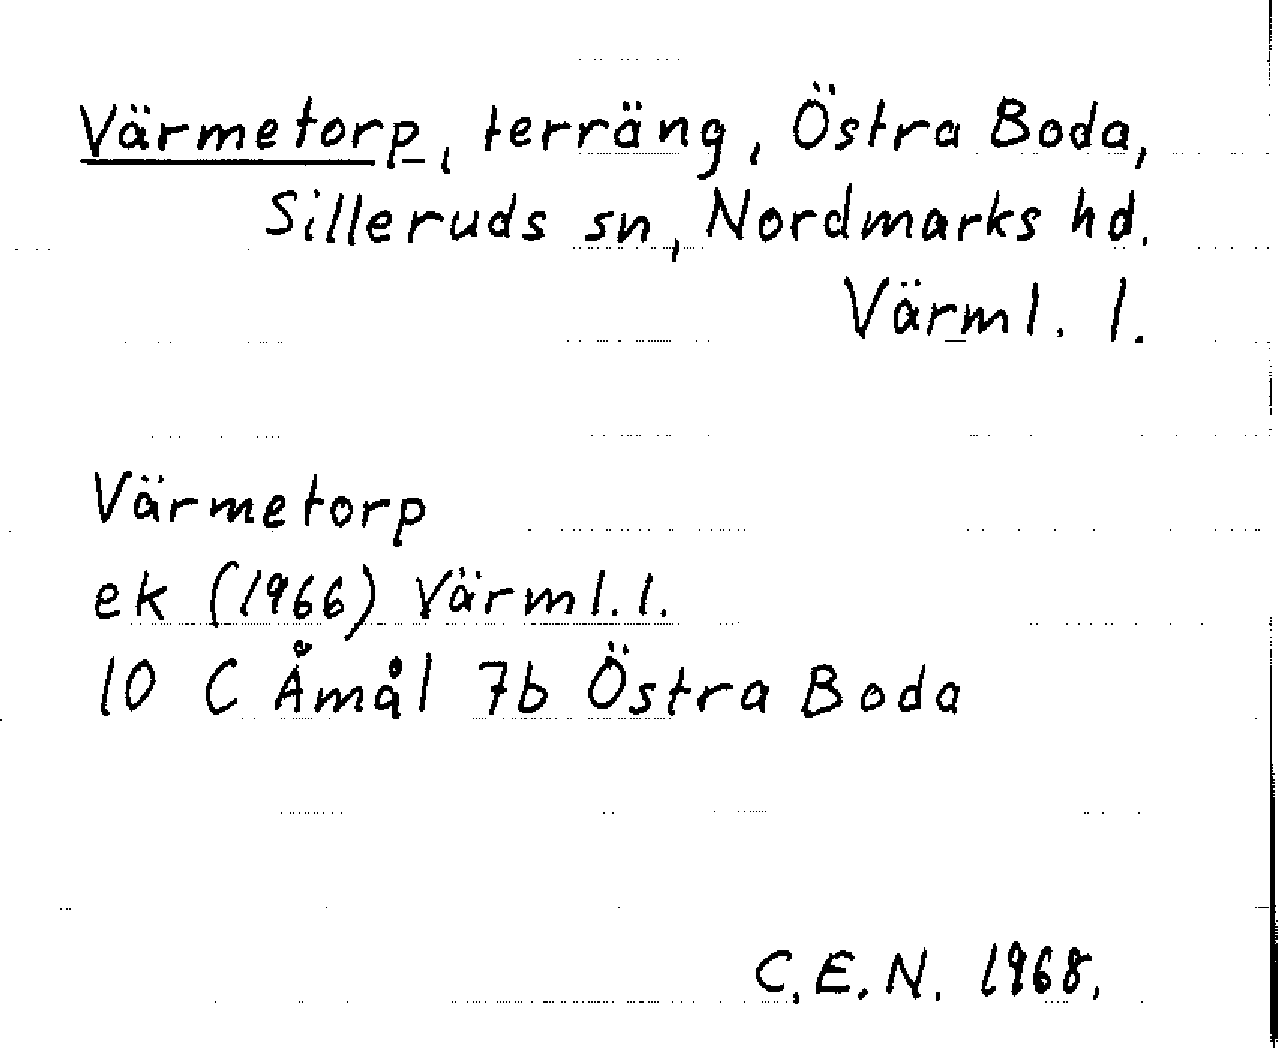 Värmetorp, terräng, Östra Boda,
Silleruds sn, Nordmarks hd.
Värml. l.
Värmetorp
ek (1966) Värml. l.
10 C Åmål 7b Östra Boda
C.E.N. 1968.